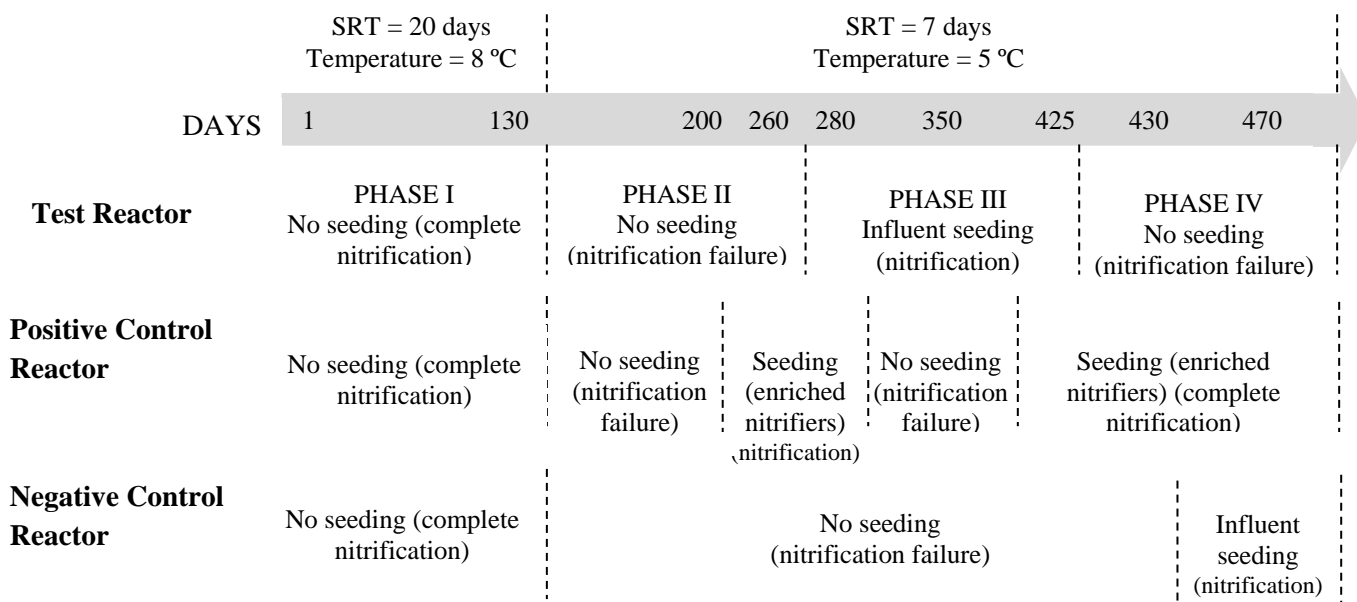 SRT = 20 days
Temperature = 8 ºC
SRT = 7 days
Temperature = 5 ºC
DAYS 1 130 200 260 280 350 425 430 470
Test Reactor
PHASE I
No seeding (complete
nitrification)
PHASE II
No seeding
(nitrification failure)
PHASE III
Influent seeding
(nitrification)
PHASE IV
No seeding
(nitrification failure)
Positive Control
Reactor
No seeding (complete
nitrification)
No seeding
(nitrification
failure)
Seeding
(enriched
nitrifiers)
(nitrification)
No seeding
(nitrification
failure)
Seeding (enriched
nitrifiers) (complete
nitrification)
Negative Control
Reactor
No seeding (complete
nitrification)
No seeding
(nitrification failure)
Influent
seeding
(nitrification)